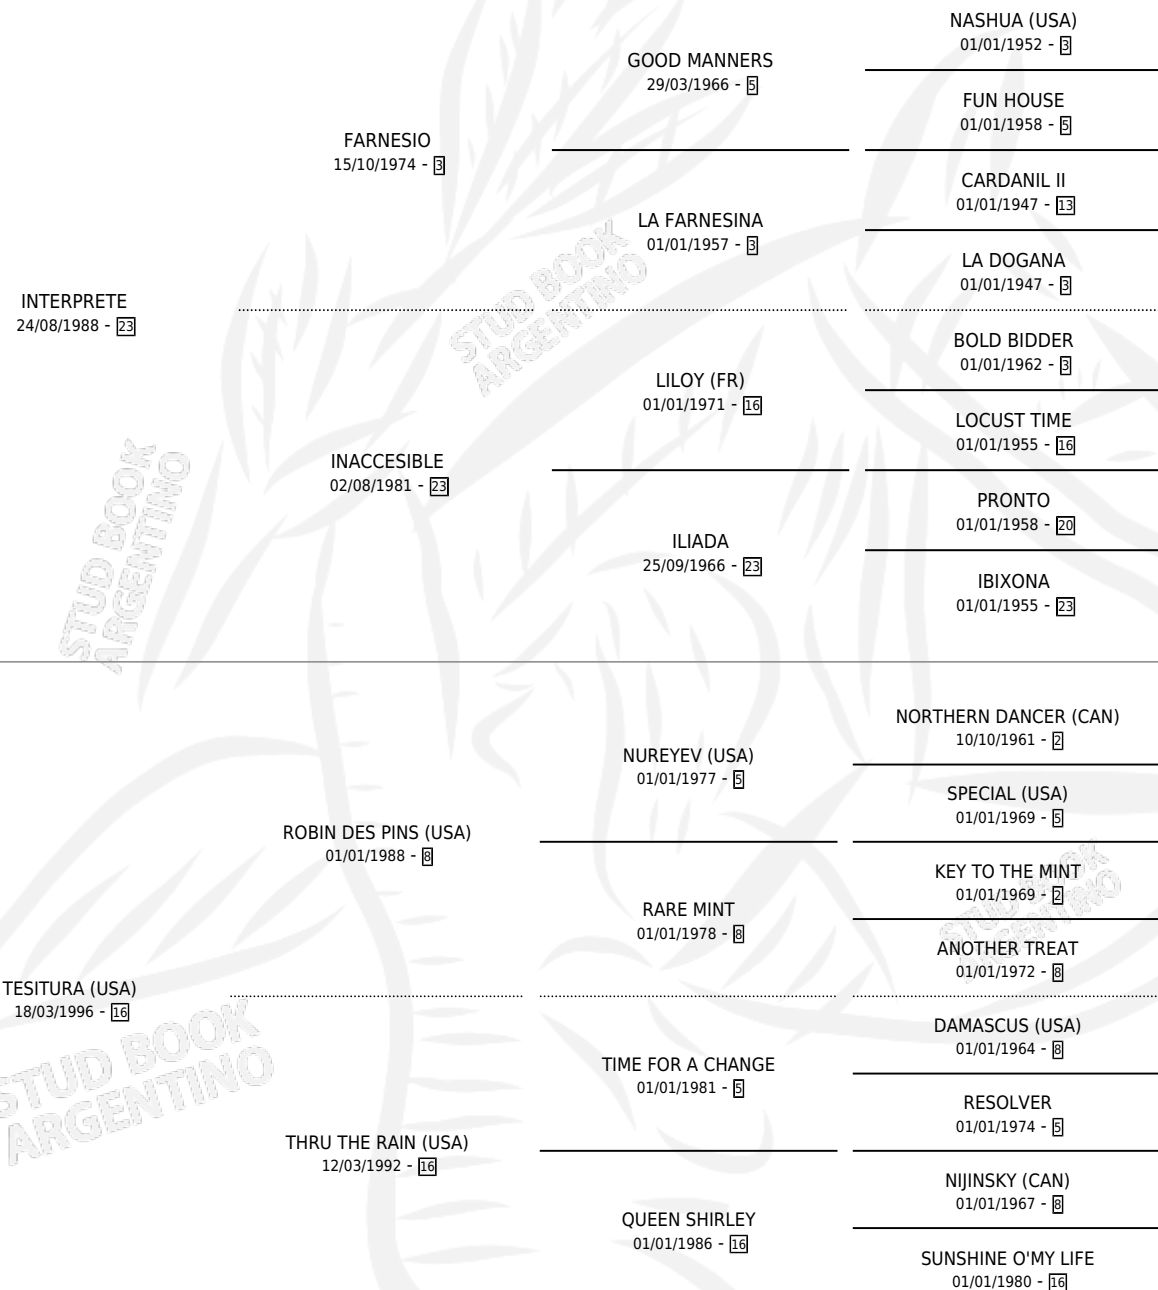 NASHUA (USA)
01/01/1952 - 3
GOOD MANNERS
29/03/1966 - 5
FUN HOUSE
01/01/1958 - 5
FARNESIO
15/10/1974 - 3
CARDANIL II
01/01/1947 - 13
LA FARNESINA
01/01/1957 - 3
LA DOGANA
01/01/1947 - 3
INTERPRETE
24/08/1988 - 23
BOLD BIDDER
01/01/1962 - 3
LILOY (FR)
01/01/1971 - 16
LOCUST TIME
01/01/1955 - 16
INACCESIBLE
02/08/1981 - 23
PRONTO
01/01/1958 - 20
ILIADA
25/09/1966 - 23
IBIXONA
01/01/1955 - 23
NORTHERN DANCER (CAN)
10/10/1961 - 2
NUREYEV (USA)
01/01/1977 - 5
SPECIAL (USA)
01/01/1969 - 5
ROBIN DES PINS (USA)
01/01/1988 - 8
KEY TO THE MINT
01/01/1969 - 2
RARE MINT
01/01/1978 - 8
ANOTHER TREAT
01/01/1972 - 8
TESITURA (USA)
18/03/1996 - 16
DAMASCUS (USA)
01/01/1964 - 8
TIME FOR A CHANGE
01/01/1981 - 5
RESOLVER
01/01/1974 - 5
THRU THE RAIN (USA)
12/03/1992 - 16
NIJINSKY (CAN)
01/01/1967 - 8
QUEEN SHIRLEY
01/01/1986 - 16
SUNSHINE O'MY LIFE
01/01/1980 - 16
STUD BOOK
ARGENTINO
STUD BOOK
ARGENTINO
STUD BOOK
ARGENTINO
STUD BOOK
ARGENTINO